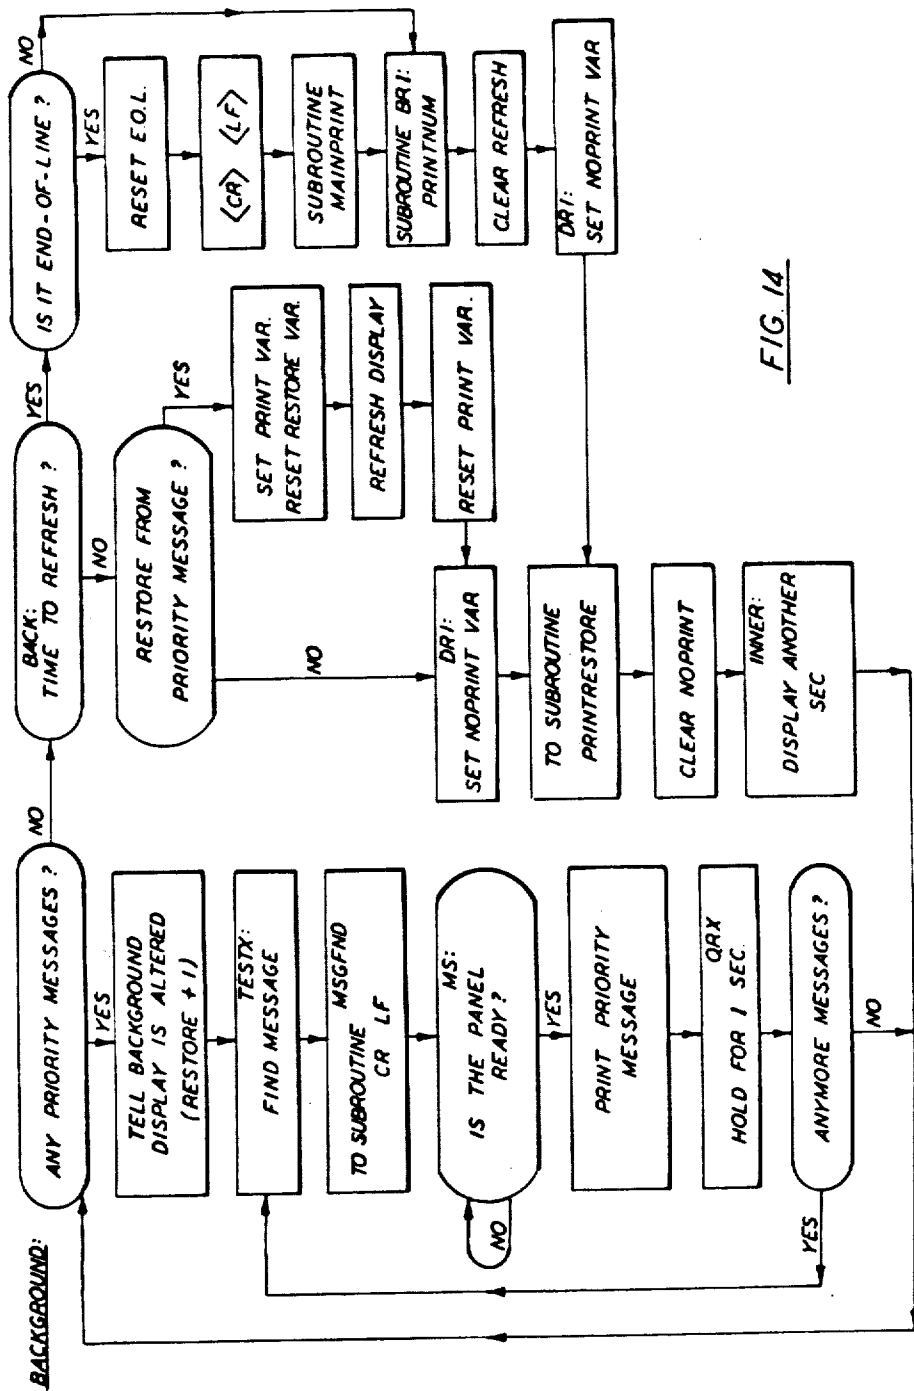 BACKGROUND:
ANY PRIORITY MESSAGES ?
NO
YES
TELL BACKGROUND
DISPLAY IS ALTERED
(RESTORE + 1)
TESTX:
FIND MESSAGE
MSGFND
TO SUBROUTINE
CR LF
MS:
IS THE PANEL
READY ?
NO
YES
PRINT PRIORITY
MESSAGE
QRX
HOLD FOR 1 SEC.
ANYMORE MESSAGES?
YES
NO
BACK:
TIME TO REFRESH ?
YES
NO
RESTORE FROM
PRIORITY MESSAGE ?
YES
NO
SET PRINT VAR.
RESET RESTORE VAR.
REFRESH DISPLAY
RESET PRINT VAR.
DR1:
SET NOPRINT VAR
TO SUBROUTINE
PRINTRESTORE
CLEAR NOPRINT
INNER:
DISPLAY ANOTHER
SEC
IS IT END-OF-LINE ?
NO
YES
RESET E.O.L.
<CR> <LF>
SUBROUTINE
MAINPRINT
SUBROUTINE BR1:
PRINTNUM
CLEAR REFRESH
DR1:
SET NOPRINT VAR
FIG. 14